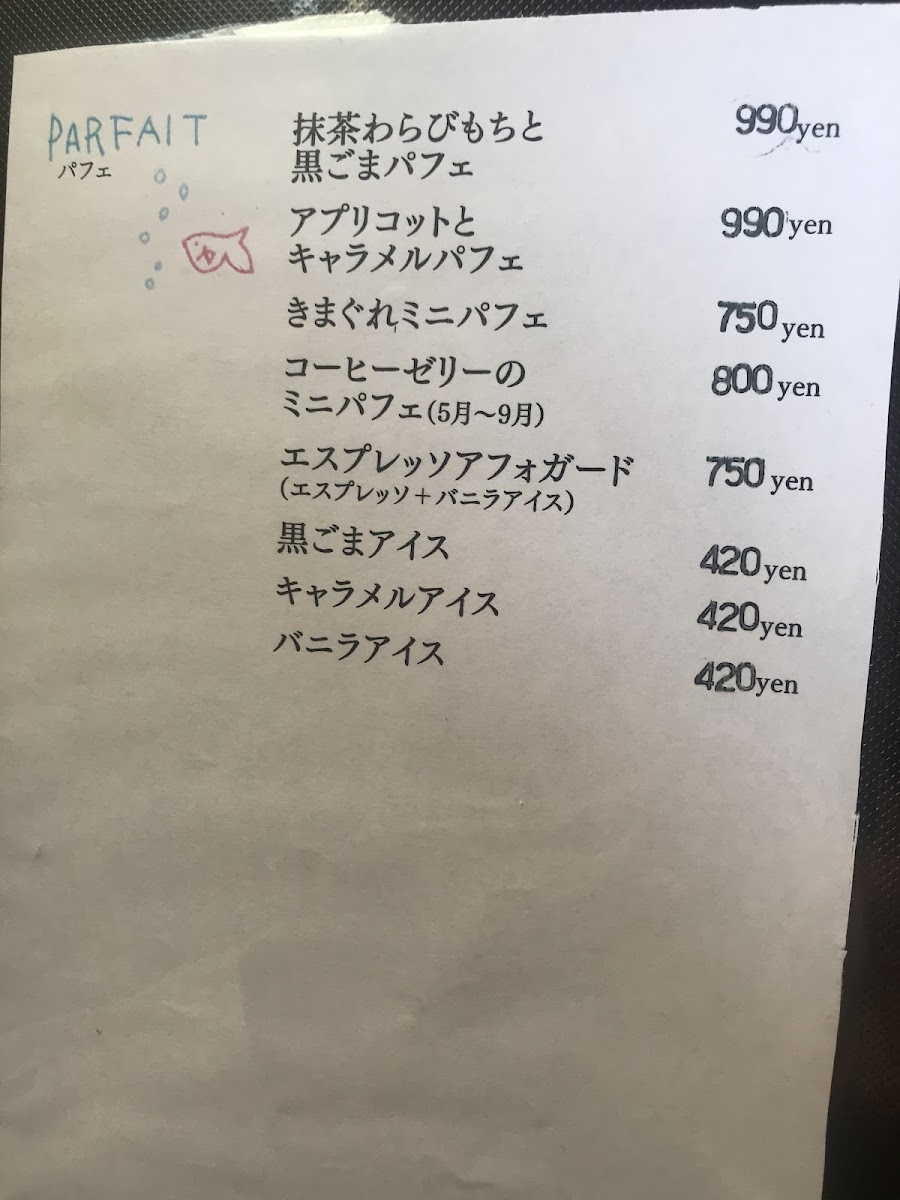 PARFAIT
パフェ
抹茶わらびもちと
黒ごまパフェ
990yen
アプリコットと
キャラメルパフェ
990yen
きまぐれミニパフェ
750yen
コーヒーゼリーの
ミニパフェ(5月〜9月)
800yen
エスプレッソアフォガード
(エスプレッソ+バニラアイス)
750yen
黒ごまアイス
420yen
キャラメルアイス
420yen
バニラアイス
420yen